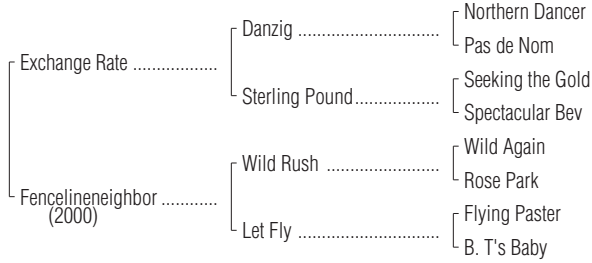 Northern Dancer
Danzig ..............................
Pas de Nom
Exchange Rate ..................
Seeking the Gold
Sterling Pound..................
Spectacular Bev
Wild Again
Wild Rush ........................
Rose Park
Fencelineneighbor ............
(2000)
Flying Paster
Let Fly ..............................
B. T's Baby